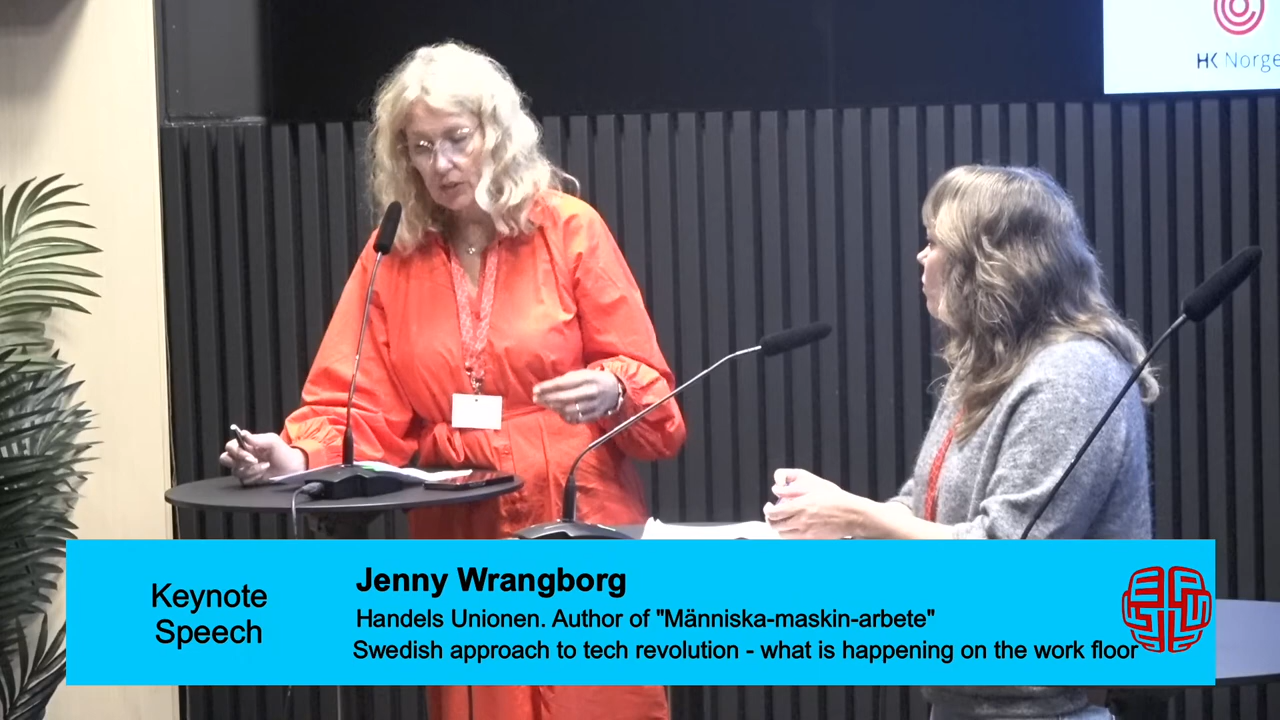 HK Norge
Keynote
Speech
Jenny Wrangborg
Handels Unionen. Author of "Människa-maskin-arbete"
Swedish approach to tech revolution - what is happening on the work floor